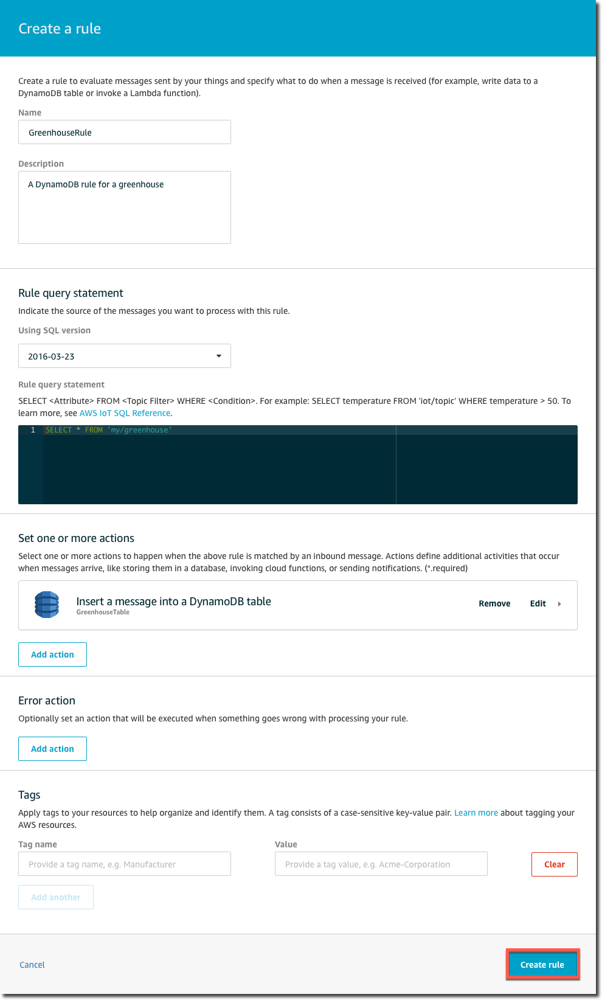 Create a rule
Create a rule to evaluate messages sent by your things and specify what to do when a message is received (for example, write data to a
DynamoDB table or invoke a Lambda function).
Name
GreenhouseRule
Description
A DynamoDB rule for a greenhouse
Rule query statement
Indicate the source of the messages you want to process with this rule.
Using SQL version
2016-03-23
Rule query statement
SELECT <Attribute> FROM <Topic Filter> WHERE <Condition>. For example: SELECT temperature FROM 'iot/topic' WHERE temperature > 50. To
learn more, see AWS IoT SQL Reference.
1 SELECT * FROM 'my/greenhouse'
Set one or more actions
Select one or more actions to happen when the above rule is matched by an inbound message. Actions define additional activities that occur
when messages arrive, like storing them in a database, invoking cloud functions, or sending notifications. (*.required)
Insert a message into a DynamoDB table
GreenhouseTable
Remove Edit
Add action
Error action
Optionally set an action that will be executed when something goes wrong with processing your rule.
Add action
Tags
Apply tags to your resources to help organize and identify them. A tag consists of a case-sensitive key-value pair. Learn more about tagging your
AWS resources.
Tag name Value
Provide a tag name, e.g. Manufacturer Provide a tag value, e.g. Acme-Corporation Clear
Add another
Cancel Create rule